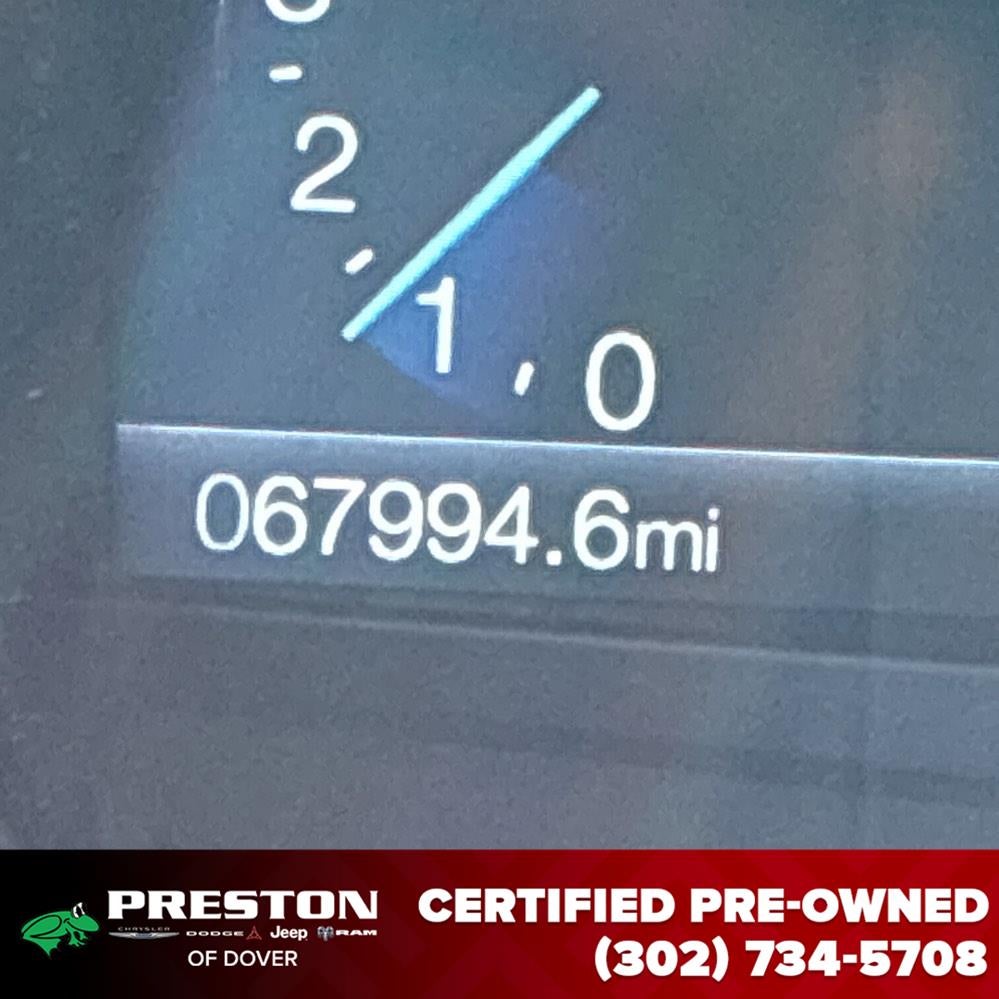 2
1
0
067994.6mi
PRESTON
CHRYSLER DODGE Jeep RAM
OF DOVER
CERTIFIED PRE-OWNED
(302) 734-5708